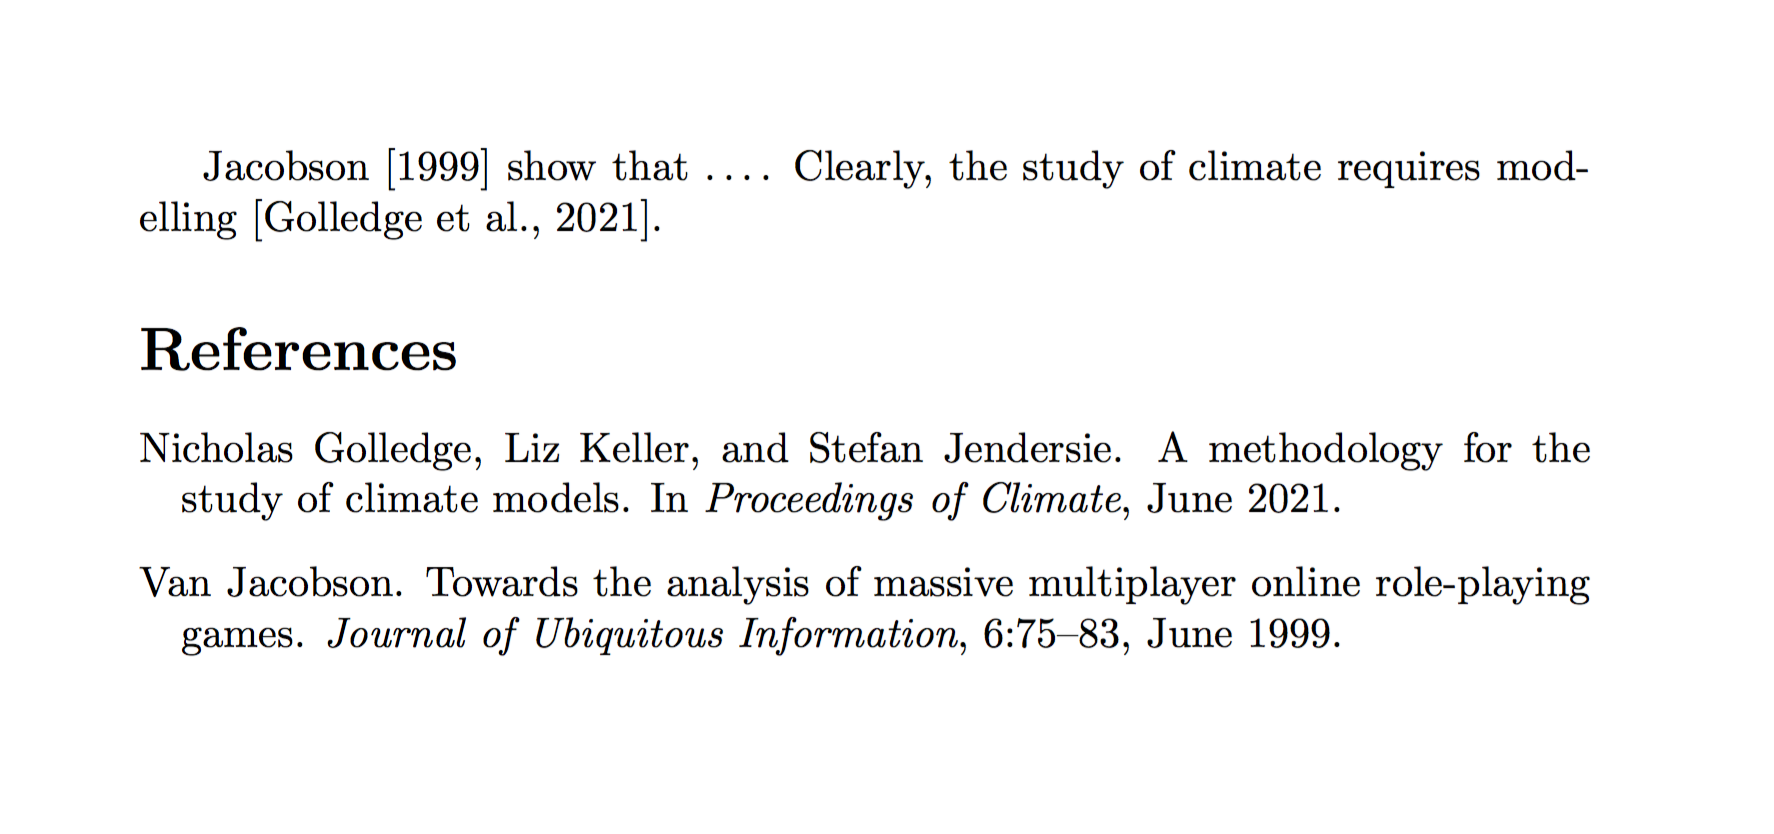 Jacobson [1999] show that .... Clearly, the study of climate requires mod-
elling [Golledge et al., 2021].
References
Nicholas Golledge, Liz Keller, and Stefan Jendersie. A methodology for the
study of climate models. In Proceedings of Climate, June 2021.
Van Jacobson. Towards the analysis of massive multiplayer online role-playing
games. Journal of Ubiquitous Information, 6:75–83, June 1999.